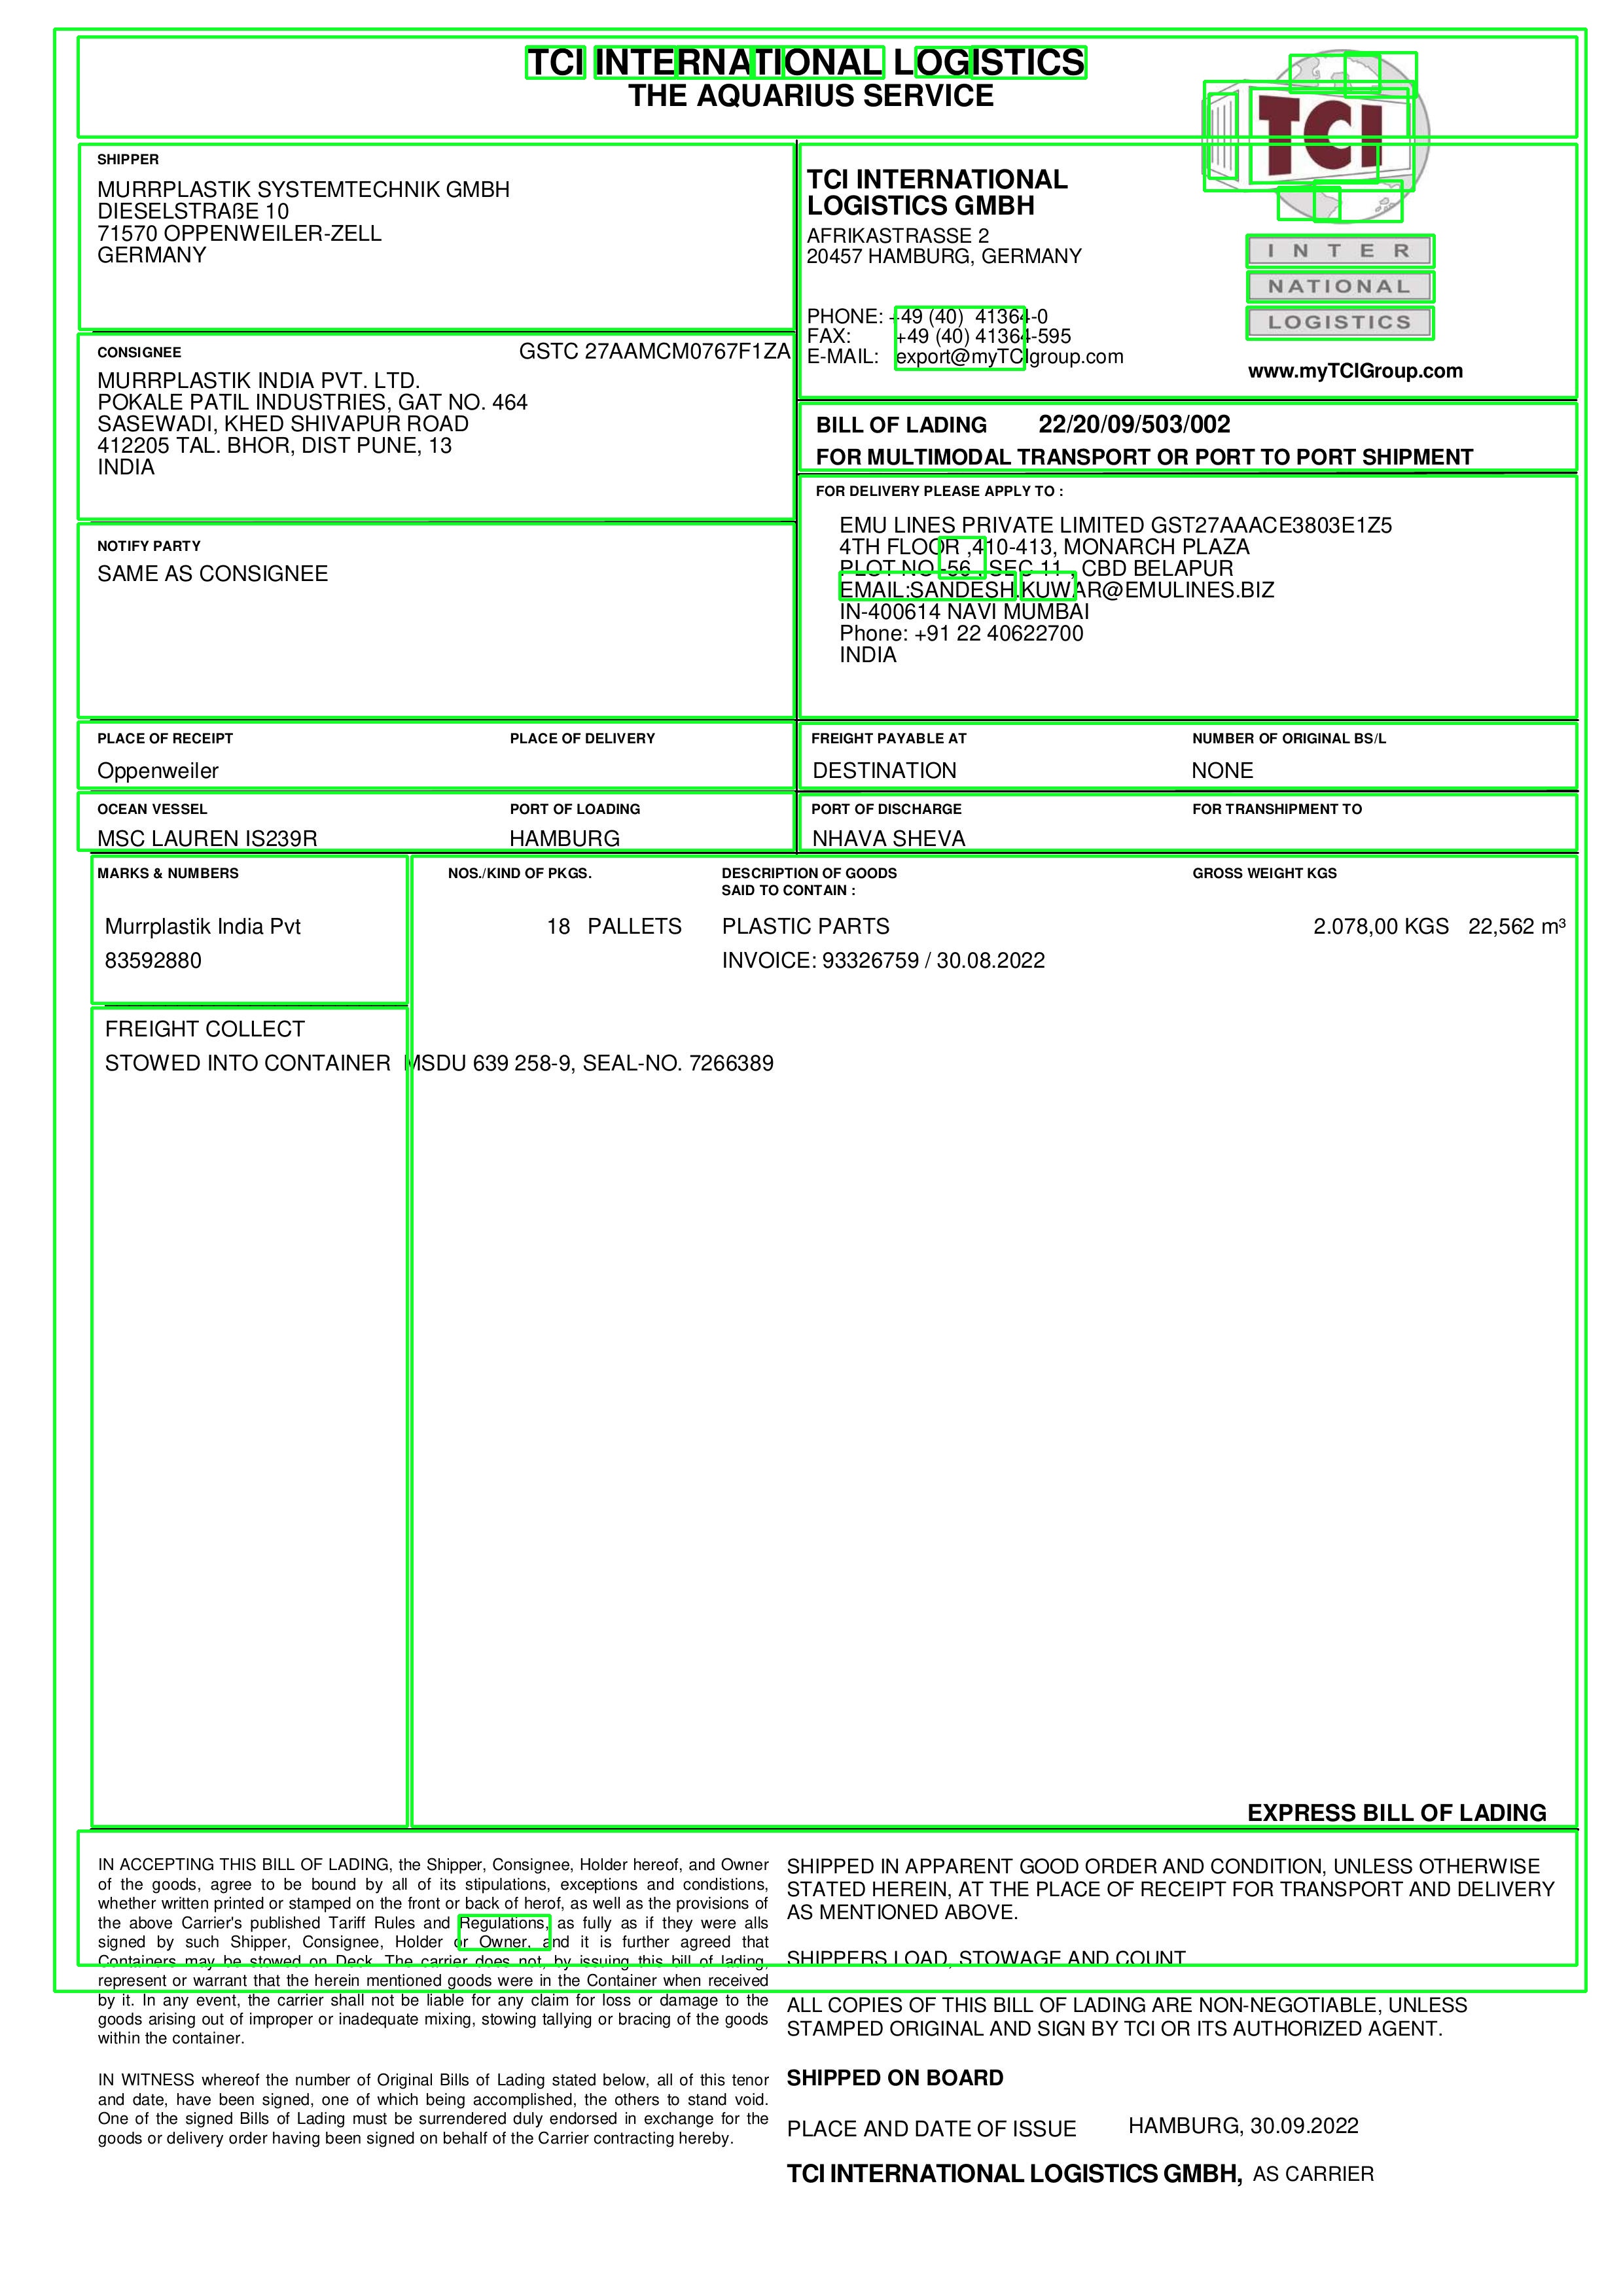 TCI INTERNATIONAL LOGISTICS
THE AQUARIUS SERVICE
TCI
INTER
NATIONAL
LOGISTICS
www.myTCIGroup.com
SHIPPER
MURRPLASTIK SYSTEMTECHNIK GMBH
DIESELSTRAßE 10
71570 OPPENWEILER-ZELL
GERMANY
TCI INTERNATIONAL
LOGISTICS GMBH
AFRIKASTRASSE 2
20457 HAMBURG, GERMANY
PHONE: +49 (40) 41364-0
FAX: +49 (40) 41364-595
E-MAIL: export@myTCIgroup.com
CONSIGNEE GSTC 27AAMCM0767F1ZA
MURRPLASTIK INDIA PVT. LTD.
POKALE PATIL INDUSTRIES, GAT NO. 464
SASEWADI, KHED SHIVAPUR ROAD
412205 TAL. BHOR, DIST PUNE, 13
INDIA
BILL OF LADING 22/20/09/503/002
FOR MULTIMODAL TRANSPORT OR PORT TO PORT SHIPMENT
NOTIFY PARTY
SAME AS CONSIGNEE
FOR DELIVERY PLEASE APPLY TO :
EMU LINES PRIVATE LIMITED GST27AAACE3803E1Z5
4TH FLOOR ,410-413, MONARCH PLAZA
PLOT NO.-56 , SEC 11 , CBD BELAPUR
EMAIL:SANDESH.KUWAR@EMULINES.BIZ
IN-400614 NAVI MUMBAI
Phone: +91 22 40622700
INDIA
PLACE OF RECEIPT PLACE OF DELIVERY FREIGHT PAYABLE AT NUMBER OF ORIGINAL BS/L
Oppenweiler DESTINATION NONE
OCEAN VESSEL PORT OF LOADING PORT OF DISCHARGE FOR TRANSHIPMENT TO
MSC LAUREN IS239R HAMBURG NHAVA SHEVA
MARKS & NUMBERS NOS./KIND OF PKGS. DESCRIPTION OF GOODS GROSS WEIGHT KGS
SAID TO CONTAIN :
Murrplastik India Pvt 18 PALLETS PLASTIC PARTS 2.078,00 KGS 22,562 m³
83592880 INVOICE: 93326759 / 30.08.2022
FREIGHT COLLECT
STOWED INTO CONTAINER MSDU 639 258-9, SEAL-NO. 7266389
EXPRESS BILL OF LADING
IN ACCEPTING THIS BILL OF LADING, the Shipper, Consignee, Holder hereof, and Owner
of the goods, agree to be bound by all of its stipulations, exceptions and condistions,
whether written printed or stamped on the front or back of herof, as well as the provisions of
the above Carrier's published Tariff Rules and Regulations, as fully as if they were alls
signed by such Shipper, Consignee, Holder or Owner, and it is further agreed that
Containers may be stowed on Deck. The carrier does not, by issuing this bill of lading,
represent or warrant that the herein mentioned goods were in the Container when received
by it. In any event, the carrier shall not be liable for any claim for loss or damage to the
goods arising out of improper or inadequate mixing, stowing tallying or bracing of the goods
within the container.
IN WITNESS whereof the number of Original Bills of Lading stated below, all of this tenor
and date, have been signed, one of which being accomplished, the others to stand void.
One of the signed Bills of Lading must be surrendered duly endorsed in exchange for the
goods or delivery order having been signed on behalf of the Carrier contracting hereby.
SHIPPED IN APPARENT GOOD ORDER AND CONDITION, UNLESS OTHERWISE
STATED HEREIN, AT THE PLACE OF RECEIPT FOR TRANSPORT AND DELIVERY
AS MENTIONED ABOVE.
SHIPPERS LOAD, STOWAGE AND COUNT
ALL COPIES OF THIS BILL OF LADING ARE NON-NEGOTIABLE, UNLESS
STAMPED ORIGINAL AND SIGN BY TCI OR ITS AUTHORIZED AGENT.
SHIPPED ON BOARD
PLACE AND DATE OF ISSUE HAMBURG, 30.09.2022
TCI INTERNATIONAL LOGISTICS GMBH, AS CARRIER